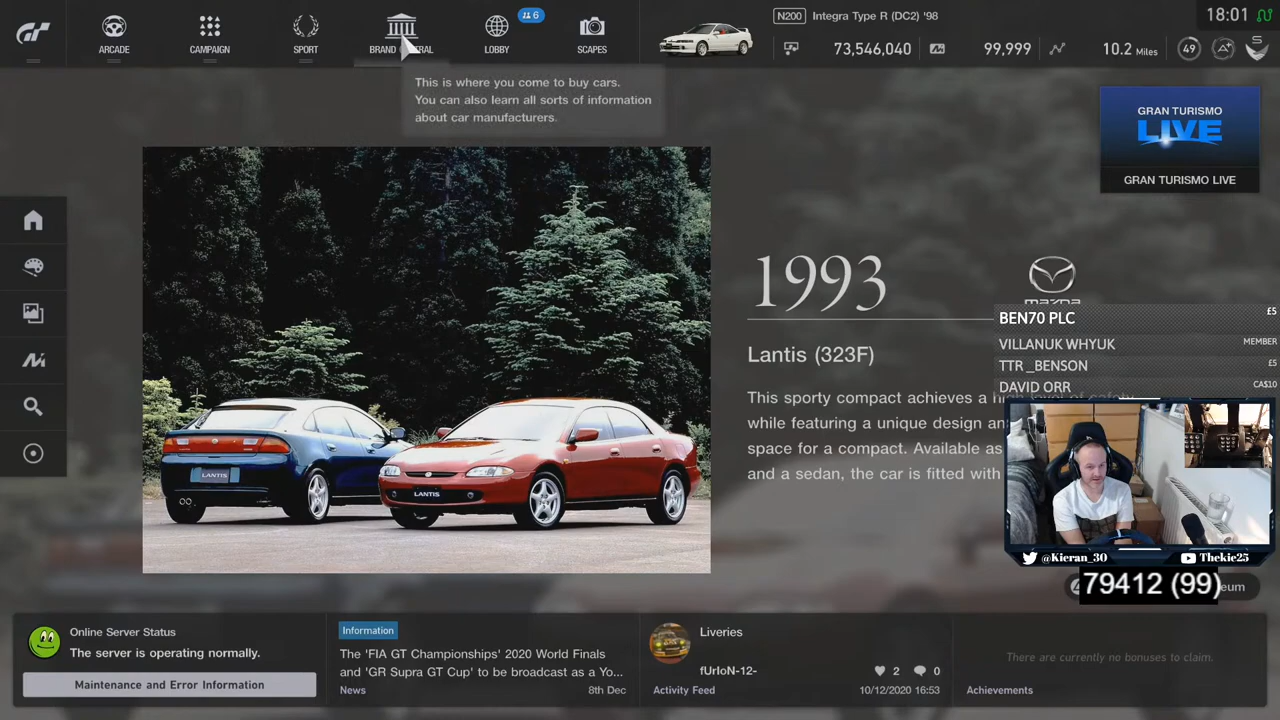 ARCADE
CAMPAIGN
SPORT
BRAND
LOBBY
6
SCAPES
N200 Integra Type R (DC2) '98
73,546,040
99,999
10.2 Miles
49
18:01
S
This is where you come to buy cars.
You can also learn all sorts of information
about car manufacturers.
GRAN TURISMO
LIVE
GRAN TURISMO LIVE
1993
mazda
Lantis (323F)
This sporty compact achieves a
while featuring a unique design an
space for a compact. Available as
and a sedan, the car is fitted with
LANTIS
LANTIS
BEN70 PLC £5
VILLANUK WHYUK MEMBER
TTR _BENSON £5
DAVID ORR CA$10
@Kieran_30
Thekie25
79412 (99)
eum
Online Server Status
The server is operating normally.
Maintenance and Error Information
Information
The 'FIA GT Championships' 2020 World Finals
and 'GR Supra GT Cup' to be broadcast as a Yo...
News
8th Dec
Liveries
fUrIoN-12-
2
0
Activity Feed
10/12/2020 16:53
There are currently no bonuses to claim.
Achievements